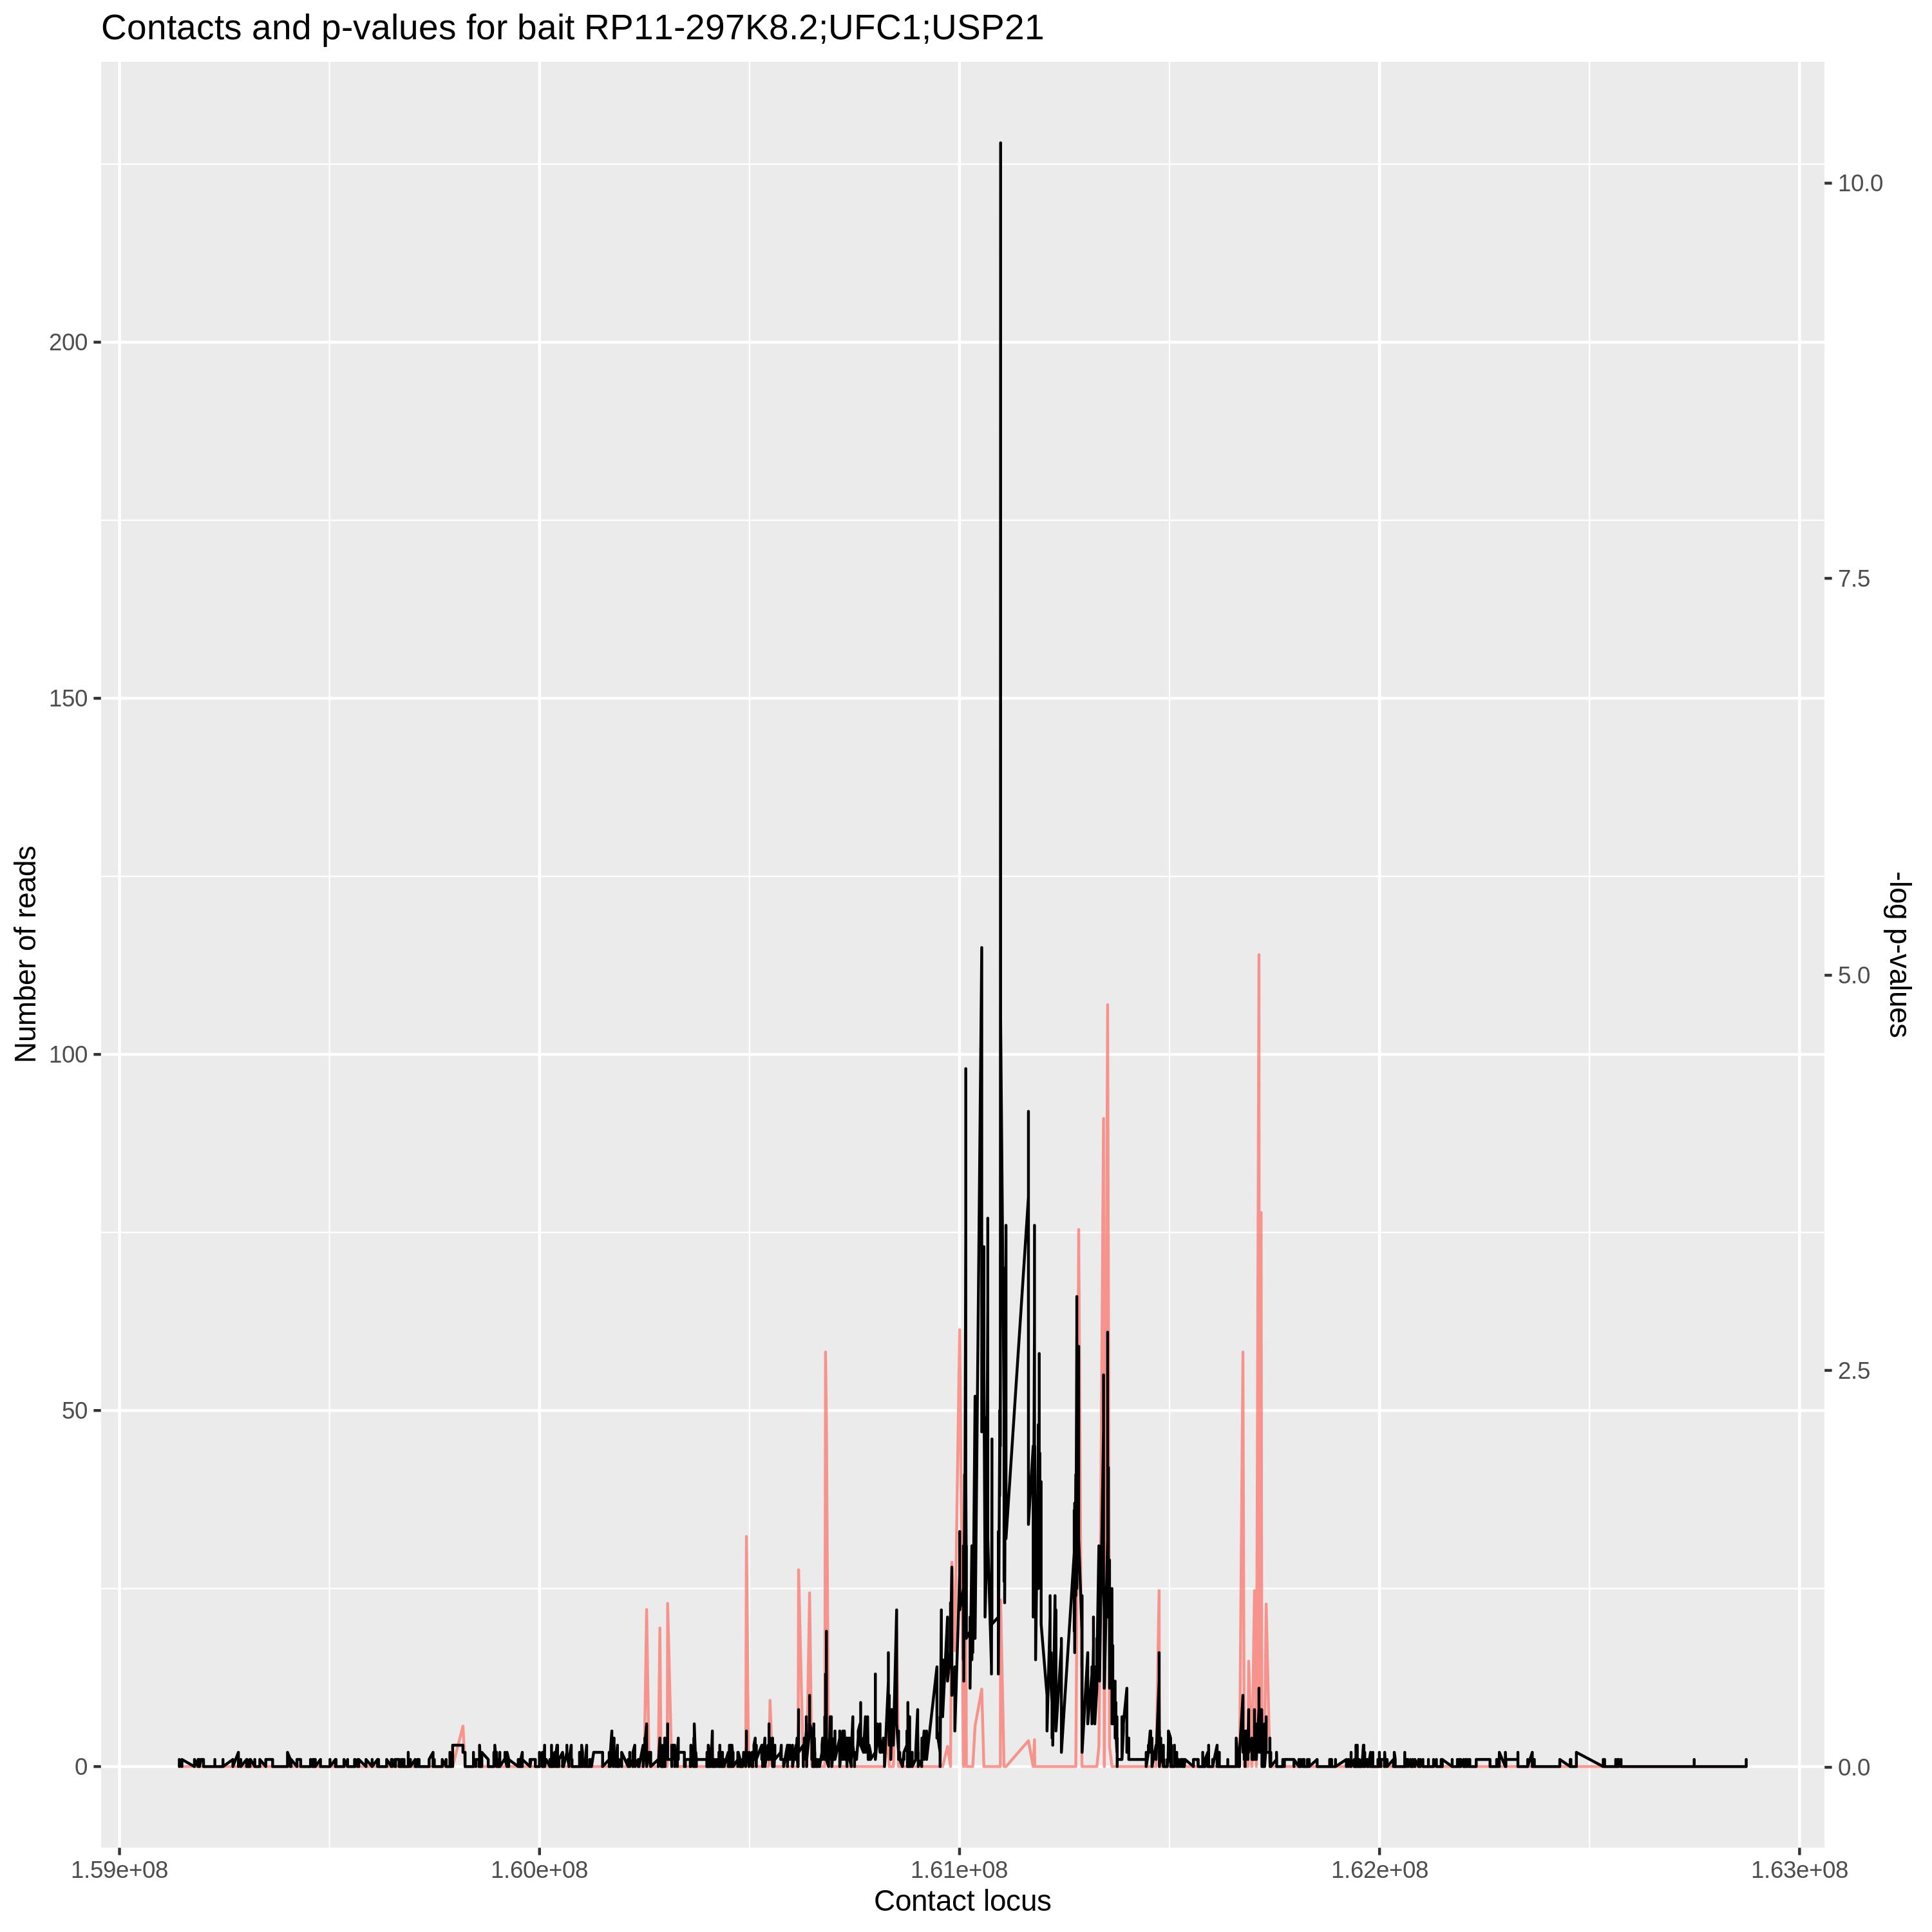 Contacts and p-values for bait RP11-297K8.2;UFC1;USP21
Number of reads
200
150
100
50
0
10.0
7.5
5.0
2.5
0.0
-log p-values
1.59e+08
1.60e+08
1.61e+08
1.62e+08
1.63e+08
Contact locus